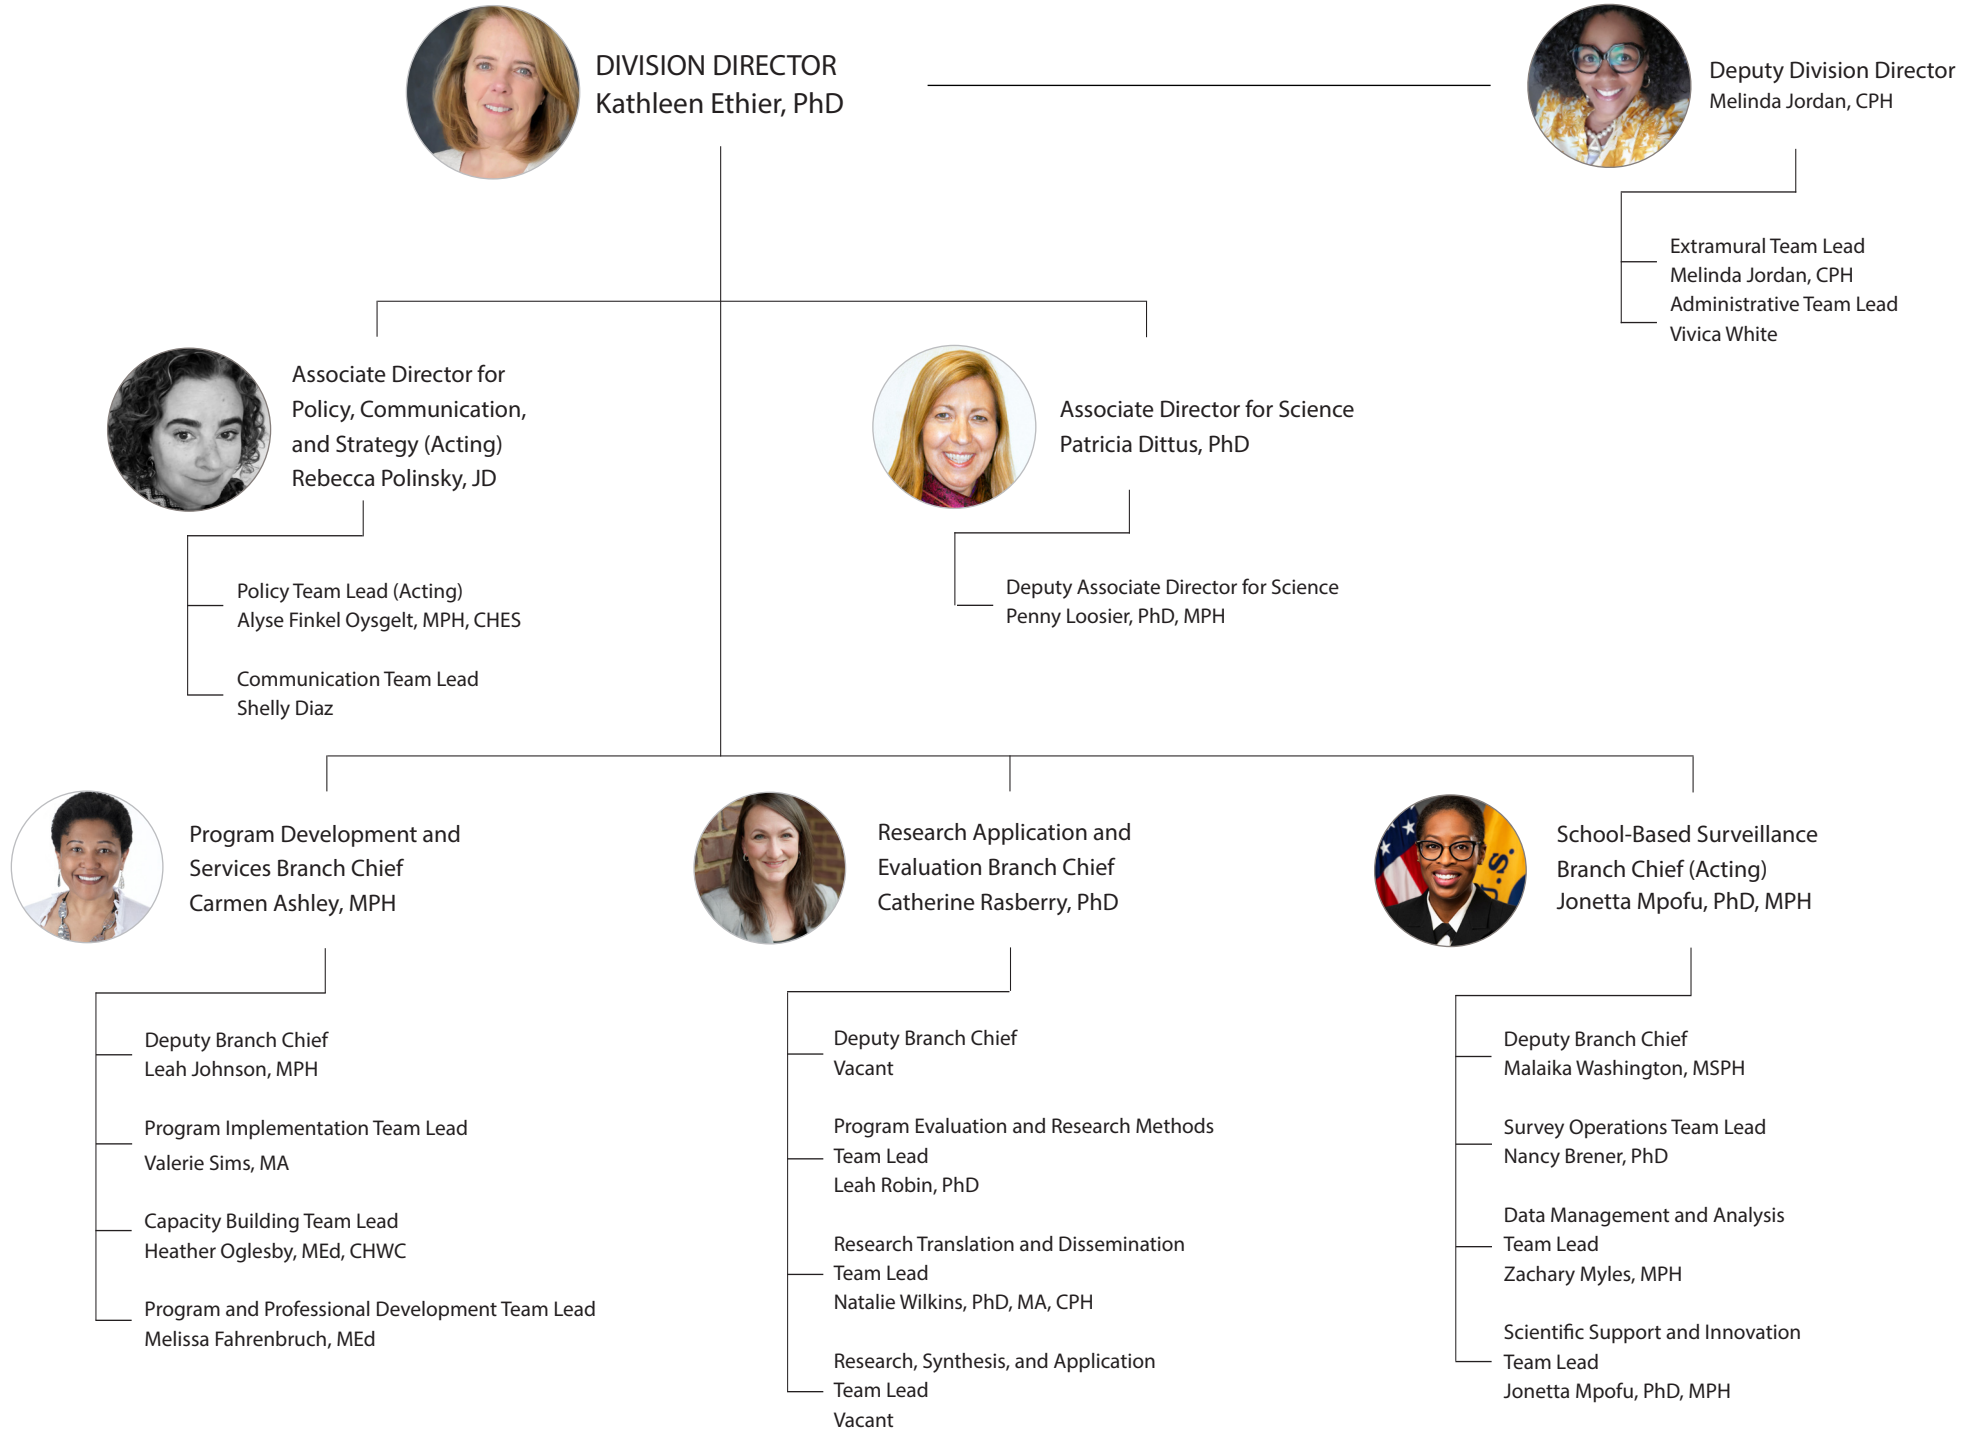 DIVISION DIRECTOR
Kathleen Ethier, PhD
Deputy Division Director
Melinda Jordan, CPH
Extramural Team Lead
Melinda Jordan, CPH
Administrative Team Lead
Vivica White
Associate Director for
Policy, Communication,
and Strategy (Acting)
Rebecca Polinsky, JD
Policy Team Lead (Acting)
Alyse Finkel Oysgelt, MPH, CHES
Communication Team Lead
Shelly Diaz
Associate Director for Science
Patricia Dittus, PhD
Deputy Associate Director for Science
Penny Loosier, PhD, MPH
Program Development and
Services Branch Chief
Carmen Ashley, MPH
Deputy Branch Chief
Leah Johnson, MPH
Program Implementation Team Lead
Valerie Sims, MA
Capacity Building Team Lead
Heather Oglesby, MEd, CHWC
Program and Professional Development Team Lead
Melissa Fahrenbruch, MEd
Research Application and
Evaluation Branch Chief
Catherine Rasberry, PhD
Deputy Branch Chief
Vacant
Program Evaluation and Research Methods
Team Lead
Leah Robin, PhD
Research Translation and Dissemination
Team Lead
Natalie Wilkins, PhD, MA, CPH
Research, Synthesis, and Application
Team Lead
Vacant
U.S.
School-Based Surveillance
Branch Chief (Acting)
Jonetta Mpofu, PhD, MPH
Deputy Branch Chief
Malaika Washington, MSPH
Survey Operations Team Lead
Nancy Brener, PhD
Data Management and Analysis
Team Lead
Zachary Myles, MPH
Scientific Support and Innovation
Team Lead
Jonetta Mpofu, PhD, MPH